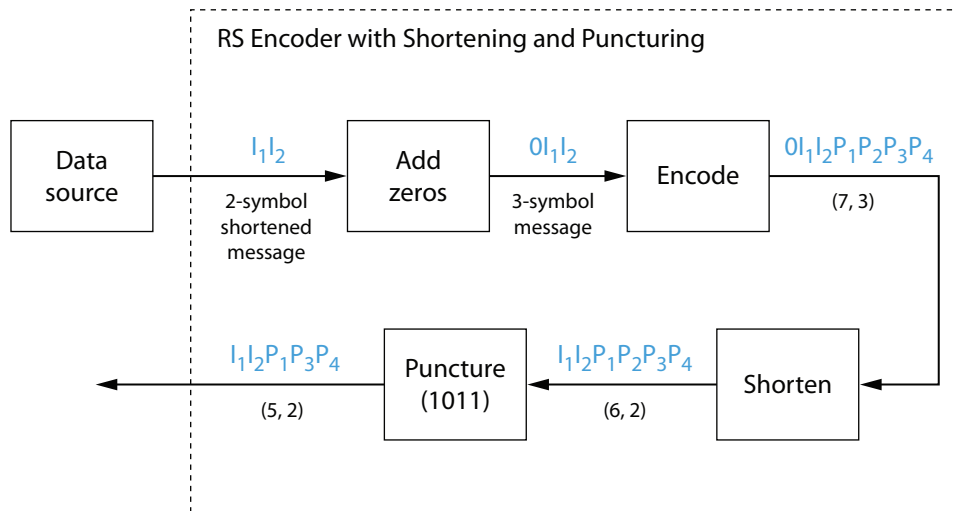 RS Encoder with Shortening and Puncturing
Data
source
I₁I₂
2-symbol
shortened
message
Add
zeros
0I₁I₂
3-symbol
message
Encode
0I₁I₂P₁P₂P₃P₄
(7, 3)
Shorten
I₁I₂P₁P₂P₃P₄
(6, 2)
Puncture
(1011)
I₁I₂P₁P₃P₄
(5, 2)